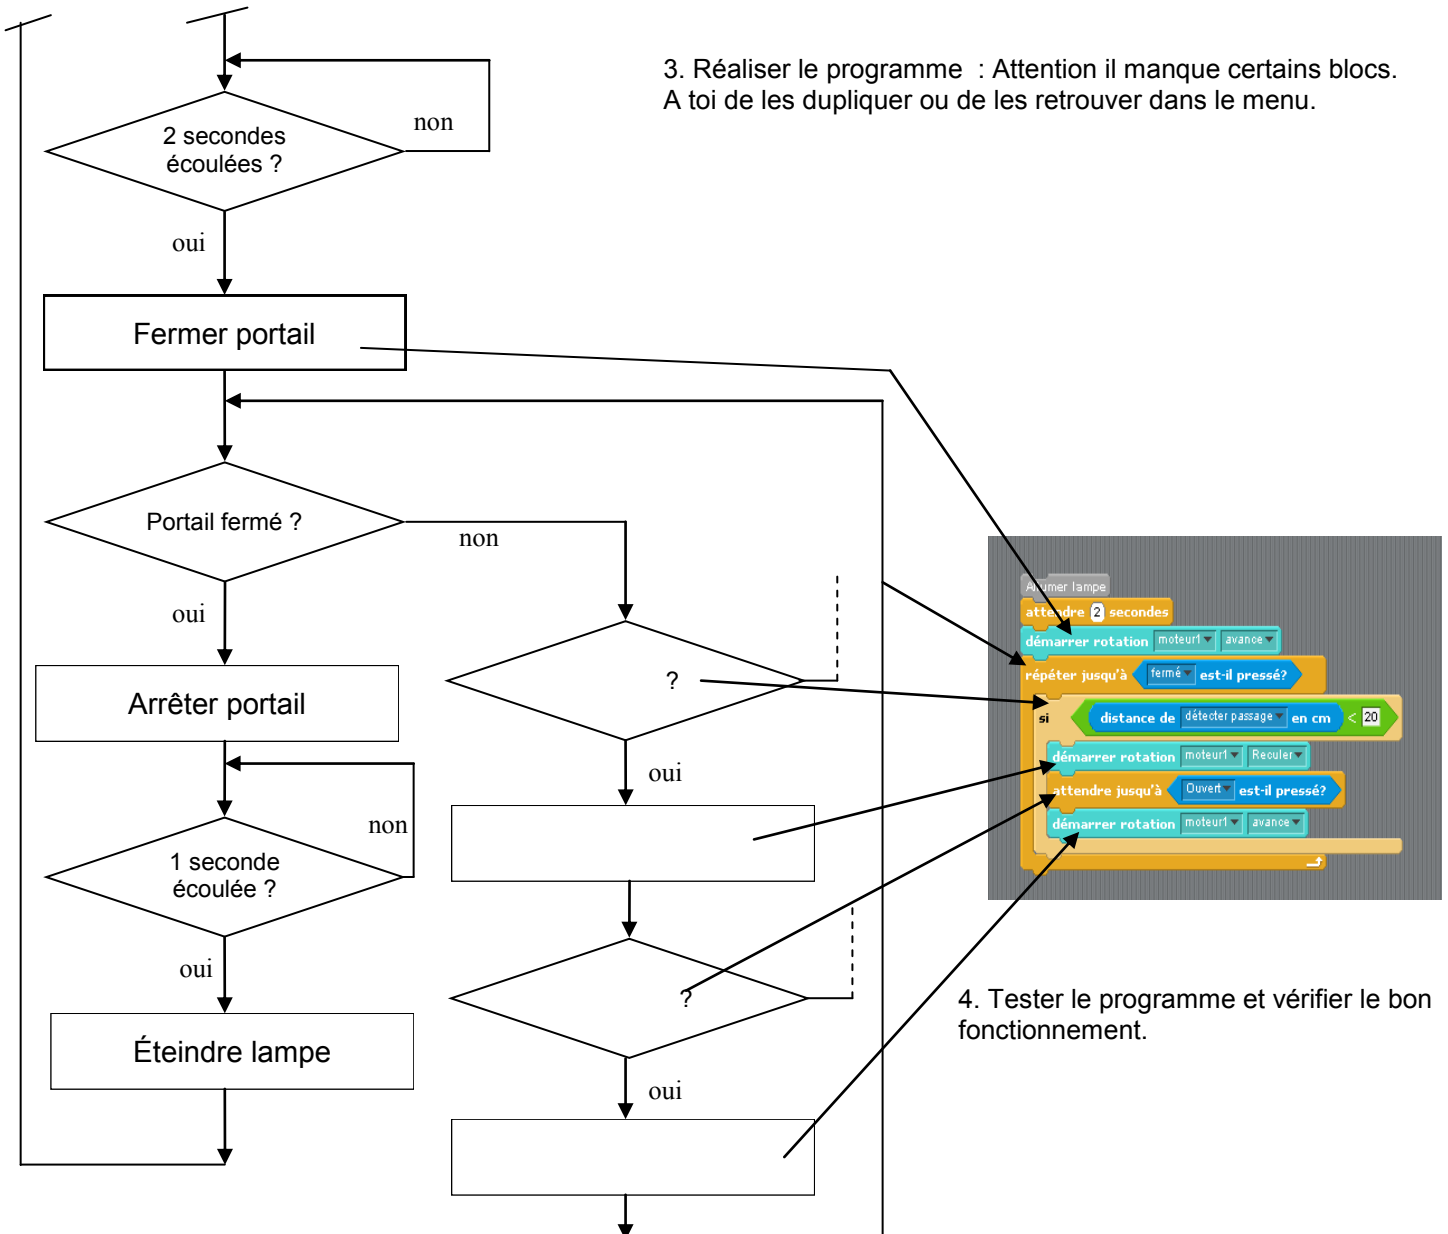 3. Réaliser le programme : Attention il manque certains blocs.
A toi de les dupliquer ou de les retrouver dans le menu.
2 secondes
écoulées ?
non
oui
Fermer portail
Portail fermé ?
non
oui
Arrêter portail
1 seconde
écoulée ?
non
oui
Éteindre lampe
?
oui
?
oui
Allumer lampe
attendre 2 secondes
démarrer rotation moteur1 avance
répéter jusqu'à fermé est-il pressé?
si distance de détecter passage en cm < 20
démarrer rotation moteur1 Reculer
attendre jusqu'à Ouvert est-il pressé?
démarrer rotation moteur1 avance
4. Tester le programme et vérifier le bon
fonctionnement.